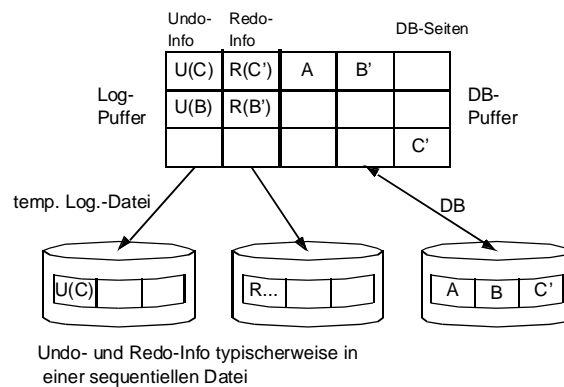 Undo- Redo-
Info Info DB-Seiten
U(C) R(C') A B'
Log- U(B) R(B') DB-
Puffer Puffer
C'
temp. Log.-Datei DB
U(C) R... A B C'
Undo- und Redo-Info typischerweise in
einer sequentiellen Datei